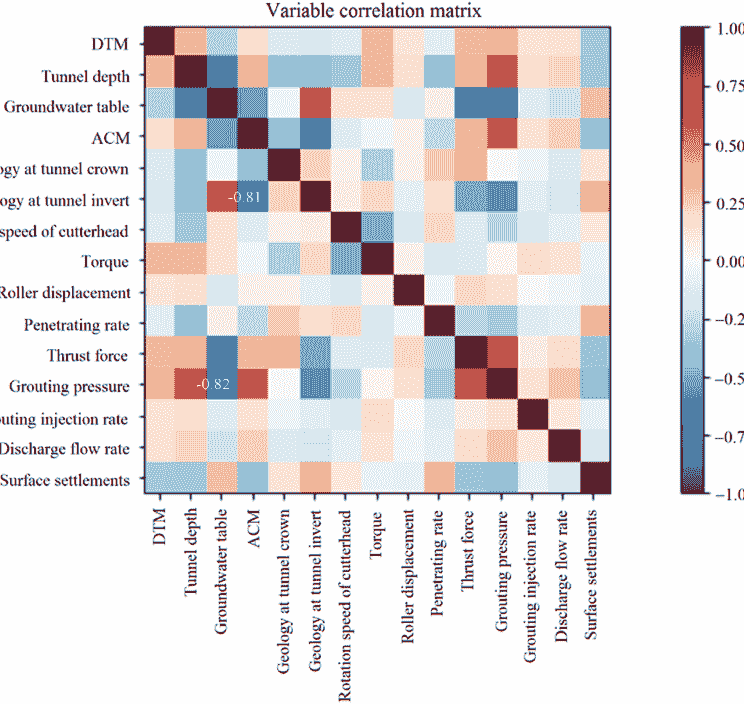 Variable correlation matrix
DTM
Tunnel depth
Groundwater table
ACM
ogy at tunnel crown
ogy at tunnel invert
-0.81
speed of cutterhead
Torque
Roller displacement
Penetrating rate
Thrust force
Grouting pressure
-0.82
outing injection rate
Discharge flow rate
Surface settlements
DTM
Tunnel depth
Groundwater table
ACM
Geology at tunnel crown
Geology at tunnel invert
Rotation speed of cutterhead
Torque
Roller displacement
Penetrating rate
Thrust force
Grouting pressure
Grouting injection rate
Discharge flow rate
Surface settlements
1.00
0.75
0.50
0.25
0.00
-0.2
-0.5
-0.7
-1.0